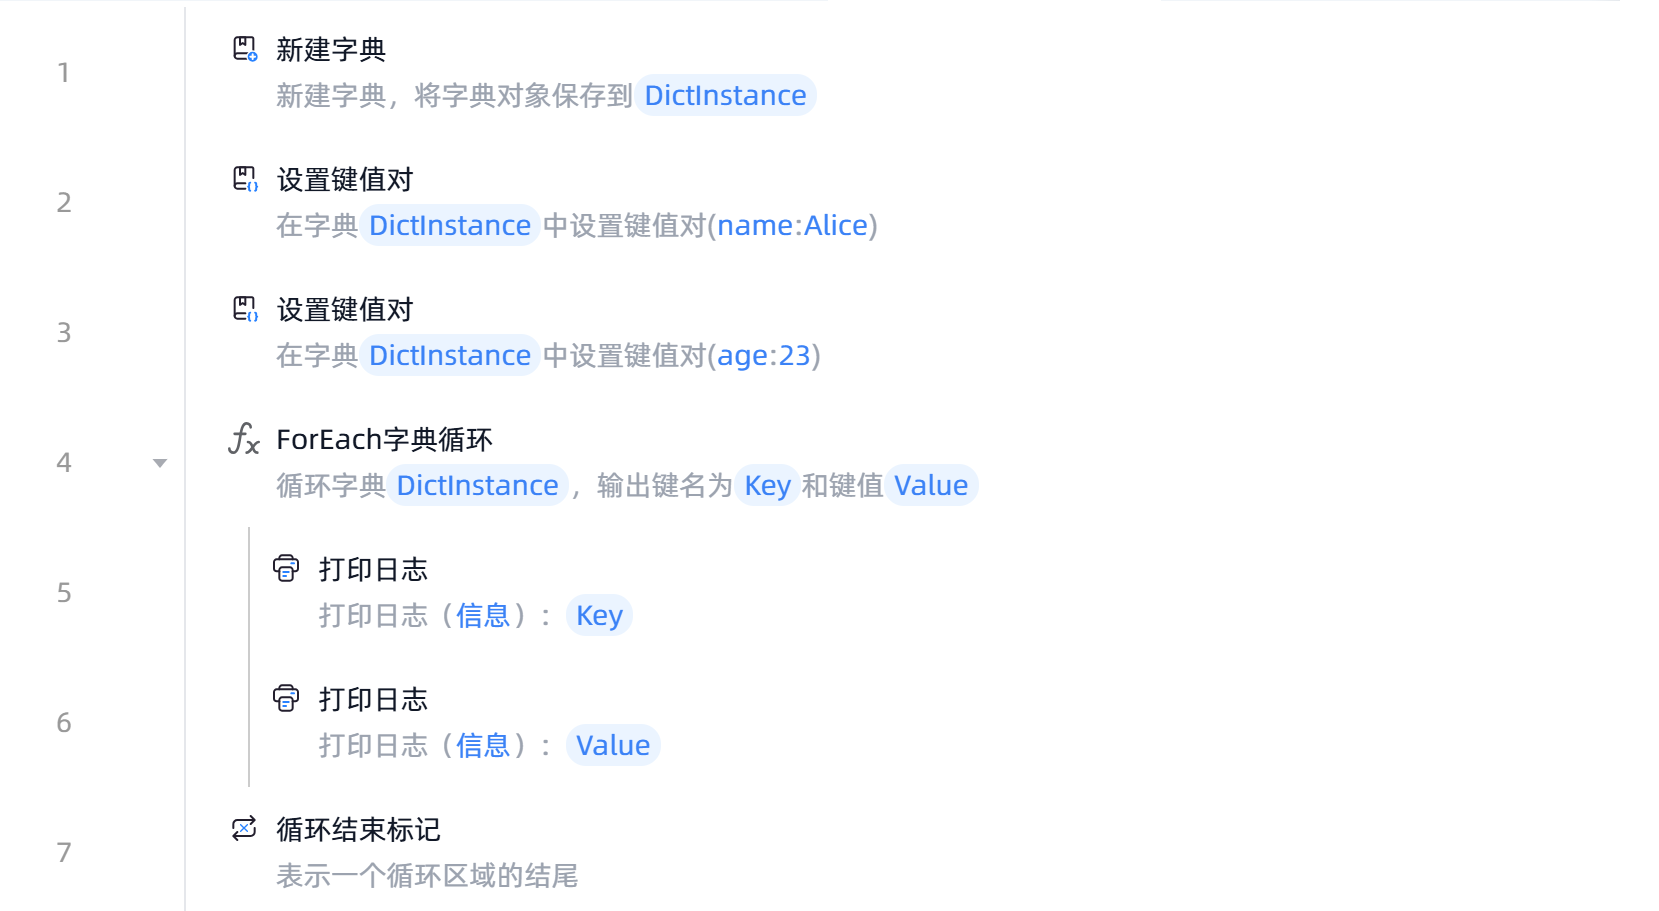 1
新建字典
新建字典，将字典对象保存到 DictInstance
2
设置键值对
在字典 DictInstance 中设置键值对(name:Alice)
3
设置键值对
在字典 DictInstance 中设置键值对(age:23)
4
ForEach字典循环
循环字典 DictInstance ，输出键名为 Key 和键值 Value
5
打印日志
打印日志（信息）： Key
6
打印日志
打印日志（信息）： Value
7
循环结束标记
表示一个循环区域的结尾